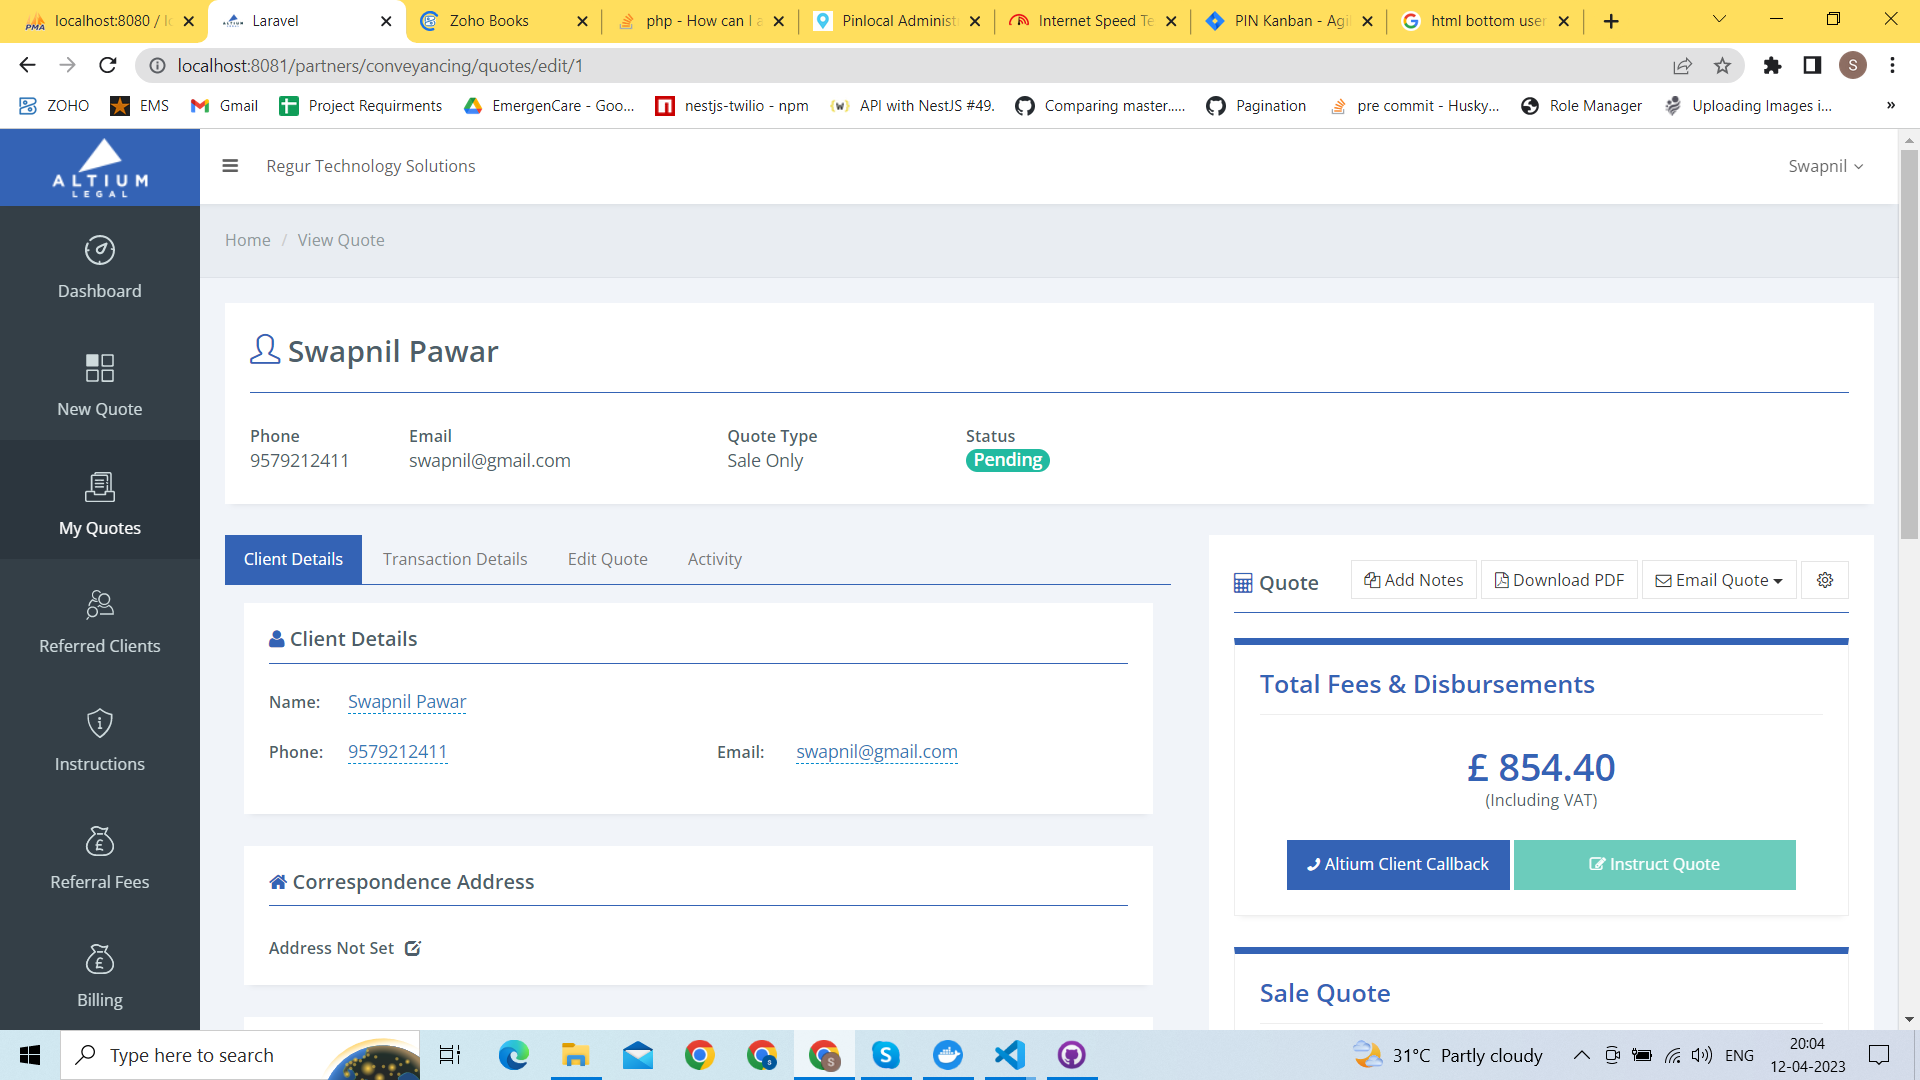 localhost:8080 / lo
Laravel
Zoho Books
php - How can I a
Pinlocal Administ
Internet Speed Te
PIN Kanban - Agi
html bottom user
localhost:8081/partners/conveyancing/quotes/edit/1
S
ZOHO
EMS
Gmail
Project Requirments
EmergenCare - Goo...
nestjs-twilio - npm
API with NestJS #49.
Comparing master.....
Pagination
pre commit - Husky...
Role Manager
Uploading Images i...
»
ALTIUM
LEGAL
Regur Technology Solutions
Swapnil
Home / View Quote
Dashboard
New Quote
My Quotes
Referred Clients
Instructions
Referral Fees
Billing
Swapnil Pawar
Phone
9579212411
Email
swapnil@gmail.com
Quote Type
Sale Only
Status
Pending
Client Details
Transaction Details
Edit Quote
Activity
Client Details
Name: Swapnil Pawar
Phone: 9579212411
Email: swapnil@gmail.com
Correspondence Address
Address Not Set
Quote
Add Notes
Download PDF
Email Quote
Total Fees & Disbursements
£ 854.40
(Including VAT)
Altium Client Callback
Instruct Quote
Sale Quote
Type here to search
31°C Partly cloudy
ENG
20:04
12-04-2023